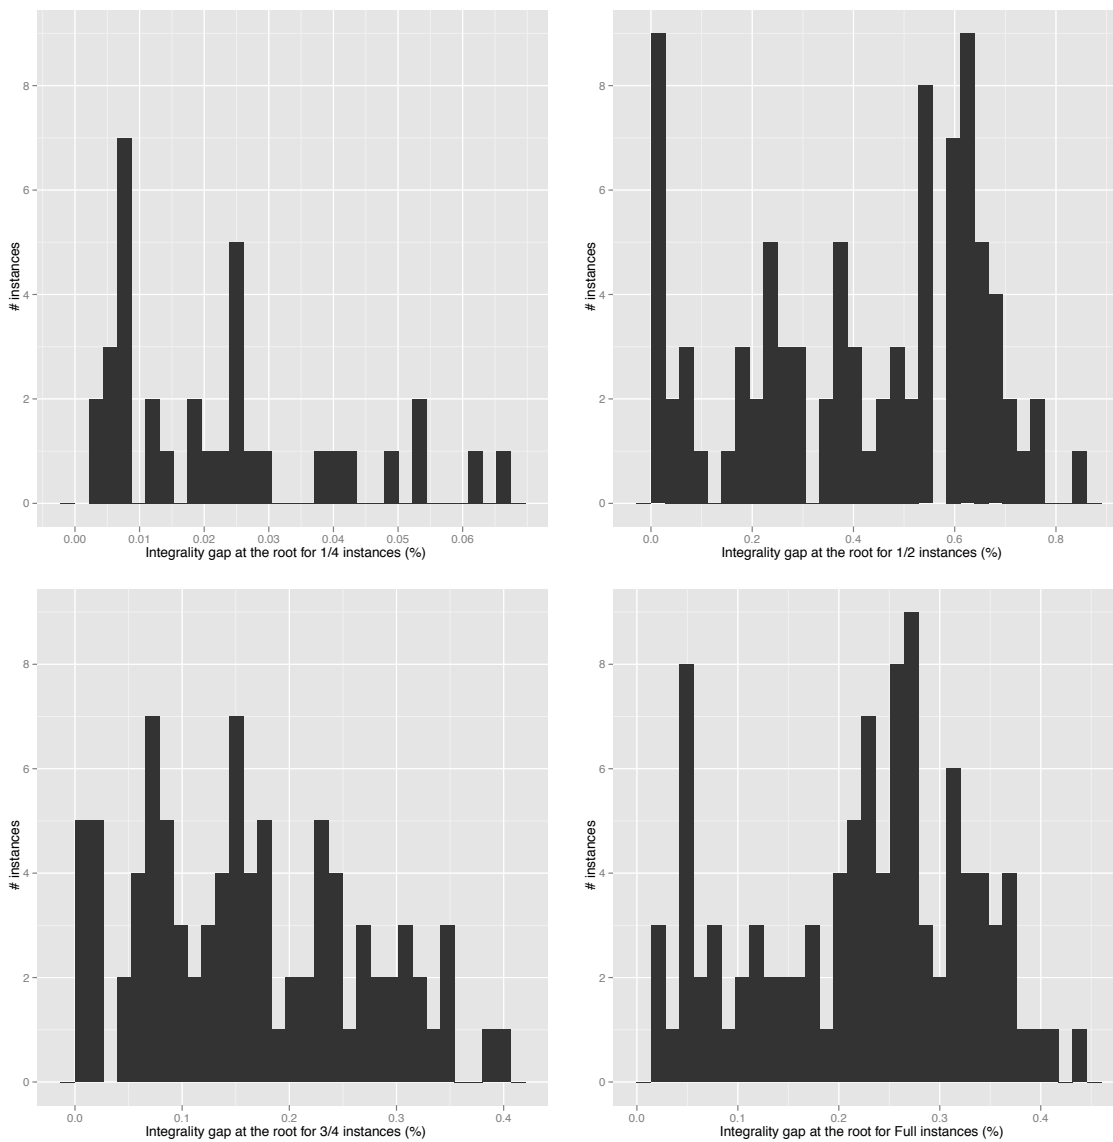 # instances
8
6
4
2
0
0.00 0.01 0.02 0.03 0.04 0.05 0.06
Integrality gap at the root for 1/4 instances (%)
# instances
8
6
4
2
0
0.0 0.2 0.4 0.6 0.8
Integrality gap at the root for 1/2 instances (%)
# instances
8
6
4
2
0
0.0 0.1 0.2 0.3 0.4
Integrality gap at the root for 3/4 instances (%)
# instances
8
6
4
2
0
0.0 0.1 0.2 0.3 0.4
Integrality gap at the root for Full instances (%)